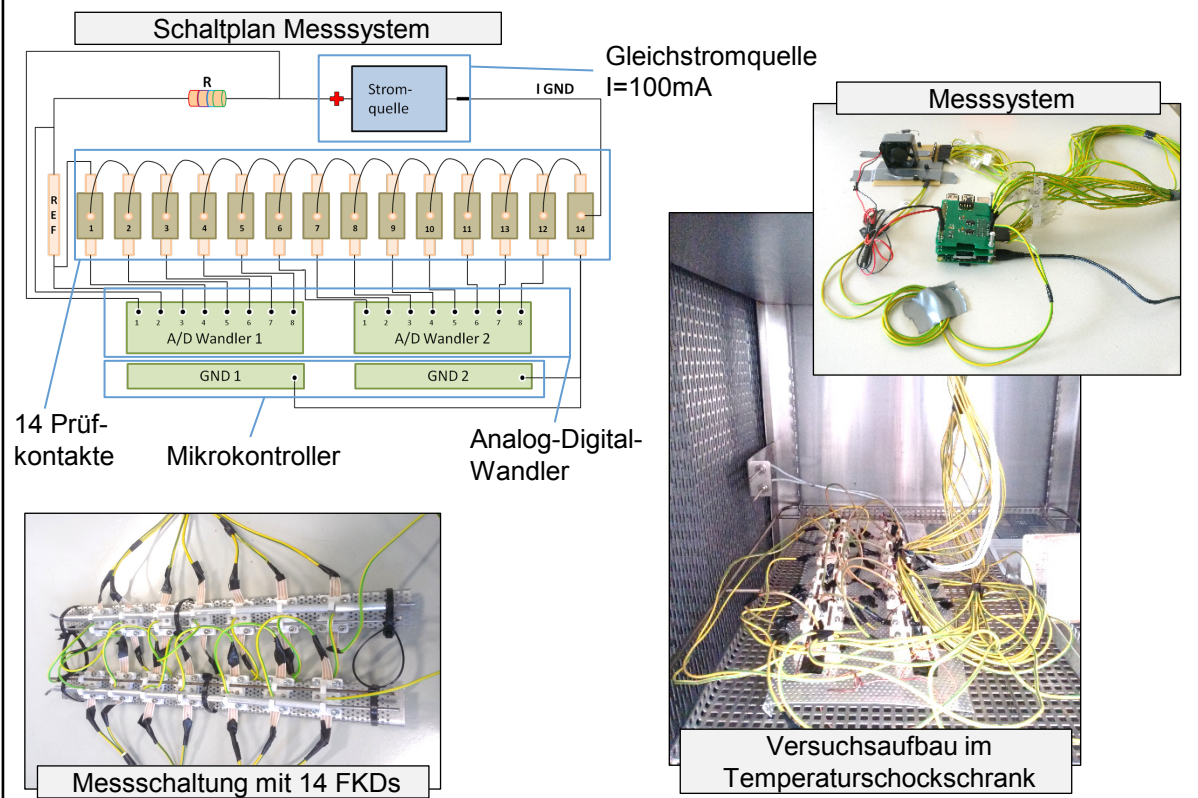 Schaltplan Messsystem
R
Strom-
quelle
I GND
Gleichstromquelle
I=100mA
Messsystem
R
E
F
1 2 3 4 5 6 7 8 9 10 11 13 12 14
1 2 3 4 5 6 7 8
A/D Wandler 1
1 2 3 4 5 6 7 8
A/D Wandler 2
GND 1
GND 2
14 Prüf-
kontakte
Mikrokontroller
Analog-Digital-
Wandler
Messschaltung mit 14 FKDs
Versuchsaufbau im
Temperaturschockschrank